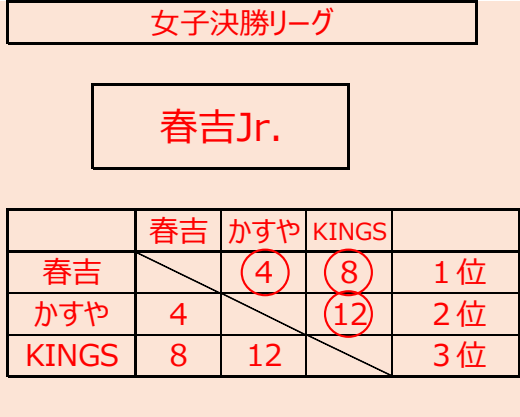 女子決勝リーグ
春吉Jr.
春吉 かすや KINGS
春吉 4 8 1位
かすや 4 12 2位
KINGS 8 12 3位